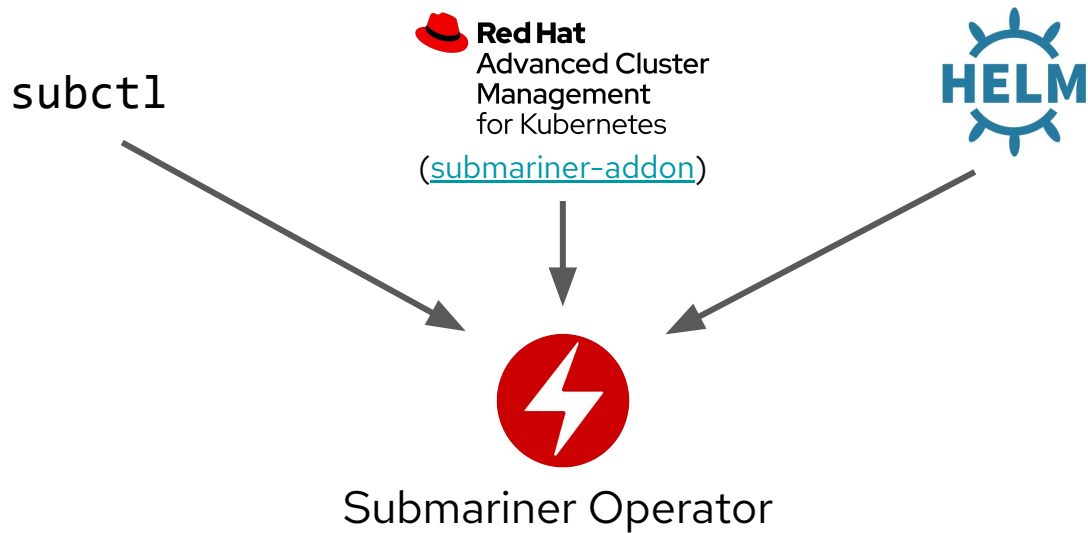 subctl
Red Hat
Advanced Cluster
Management
for Kubernetes
(submariner-addon)
HELM
Submariner Operator